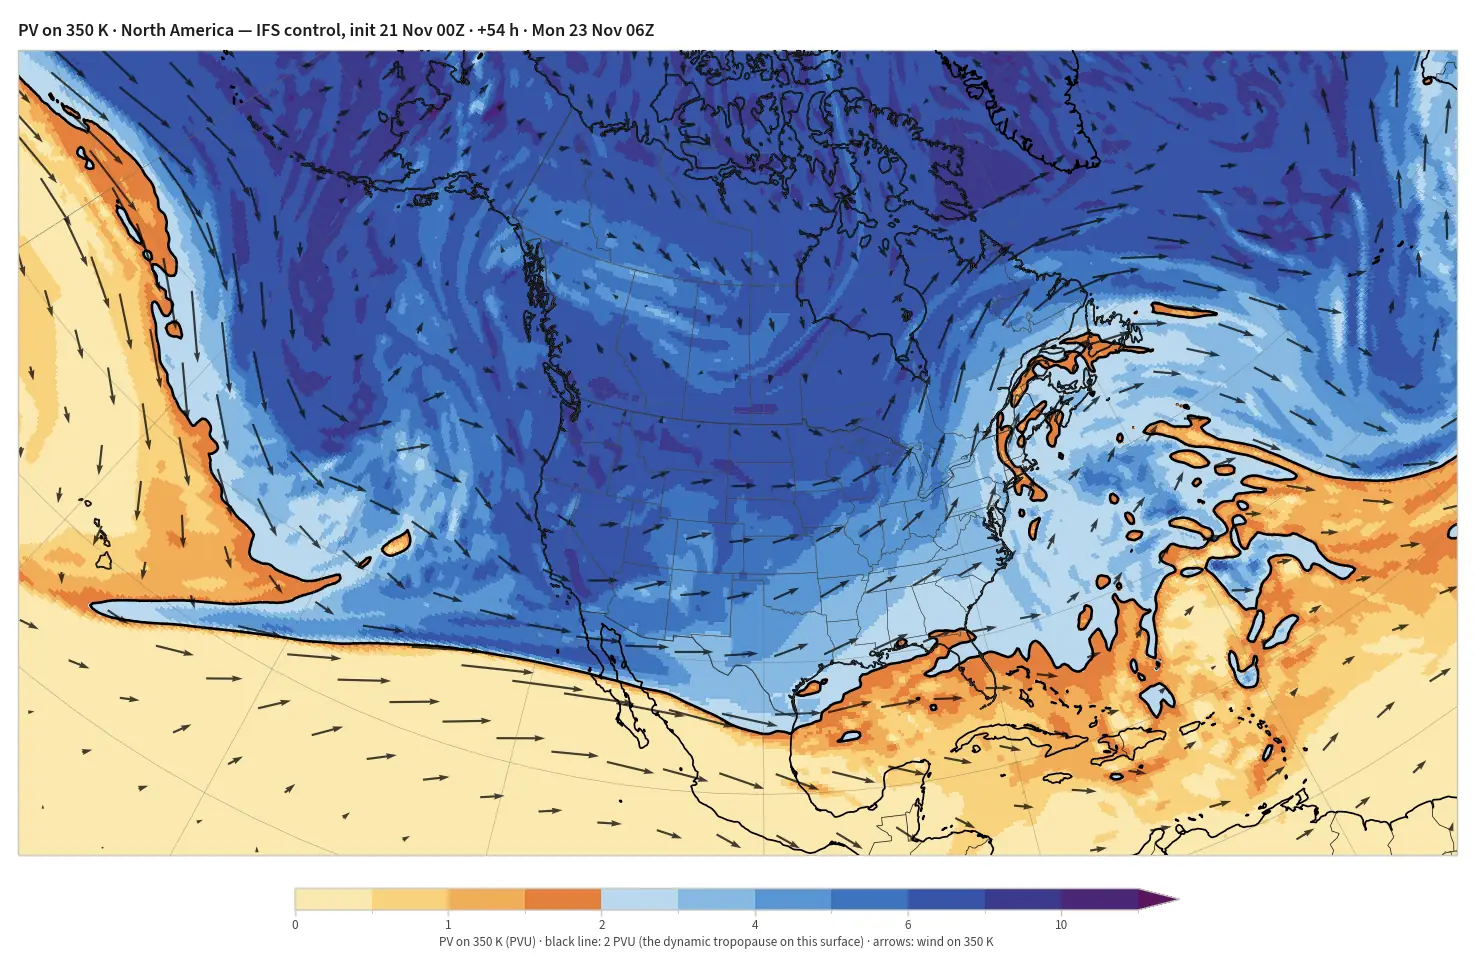 PV on 350 K · North America — IFS control, init 21 Nov 00Z · +54 h · Mon 23 Nov 06Z
0 1 2 4 6 10
PV on 350 K (PVU) · black line: 2 PVU (the dynamic tropopause on this surface) · arrows: wind on 350 K